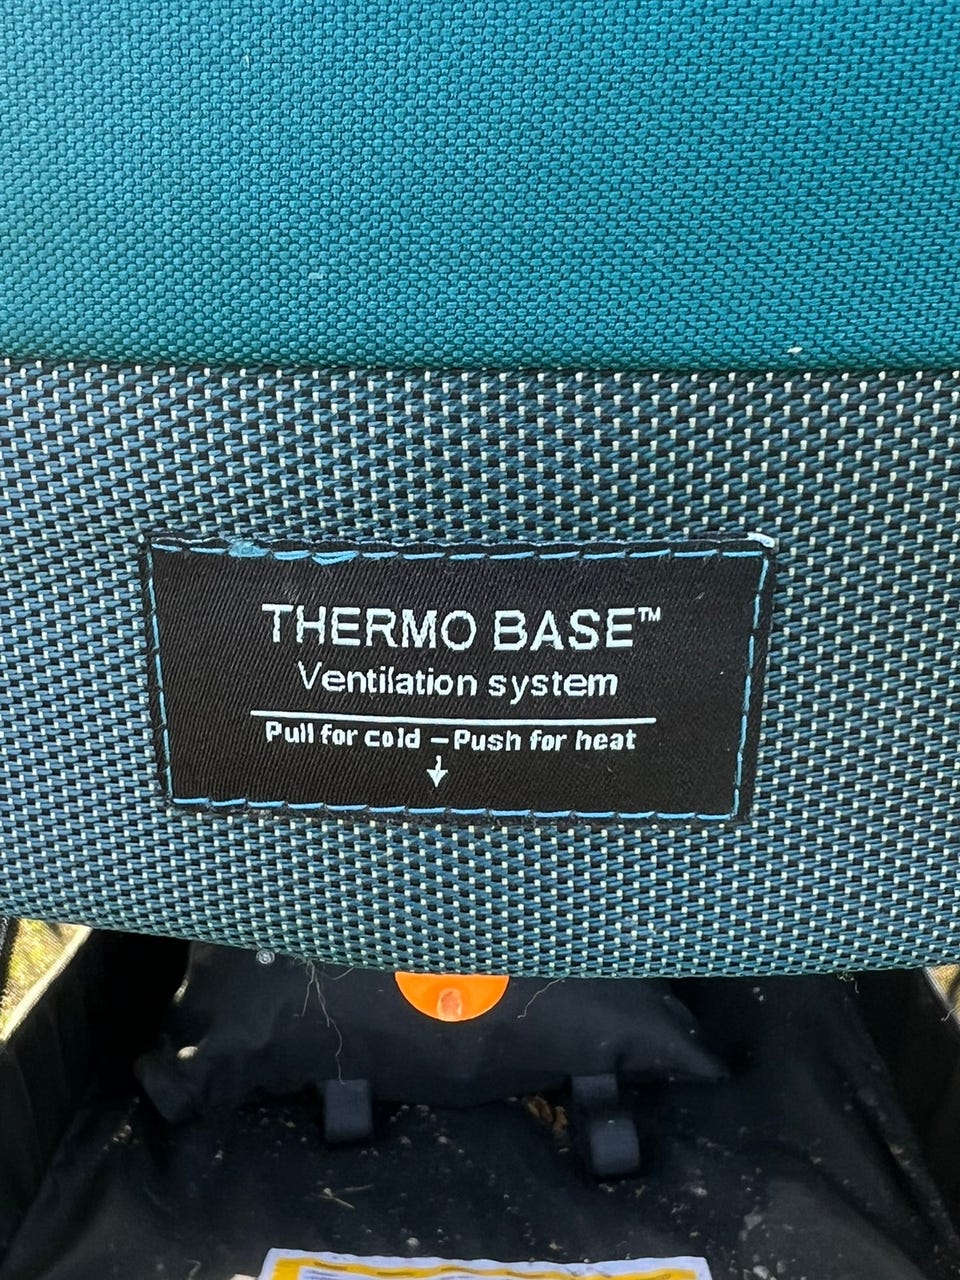 THERMO BASE™
Ventilation system
Pull for cold – Push for heat